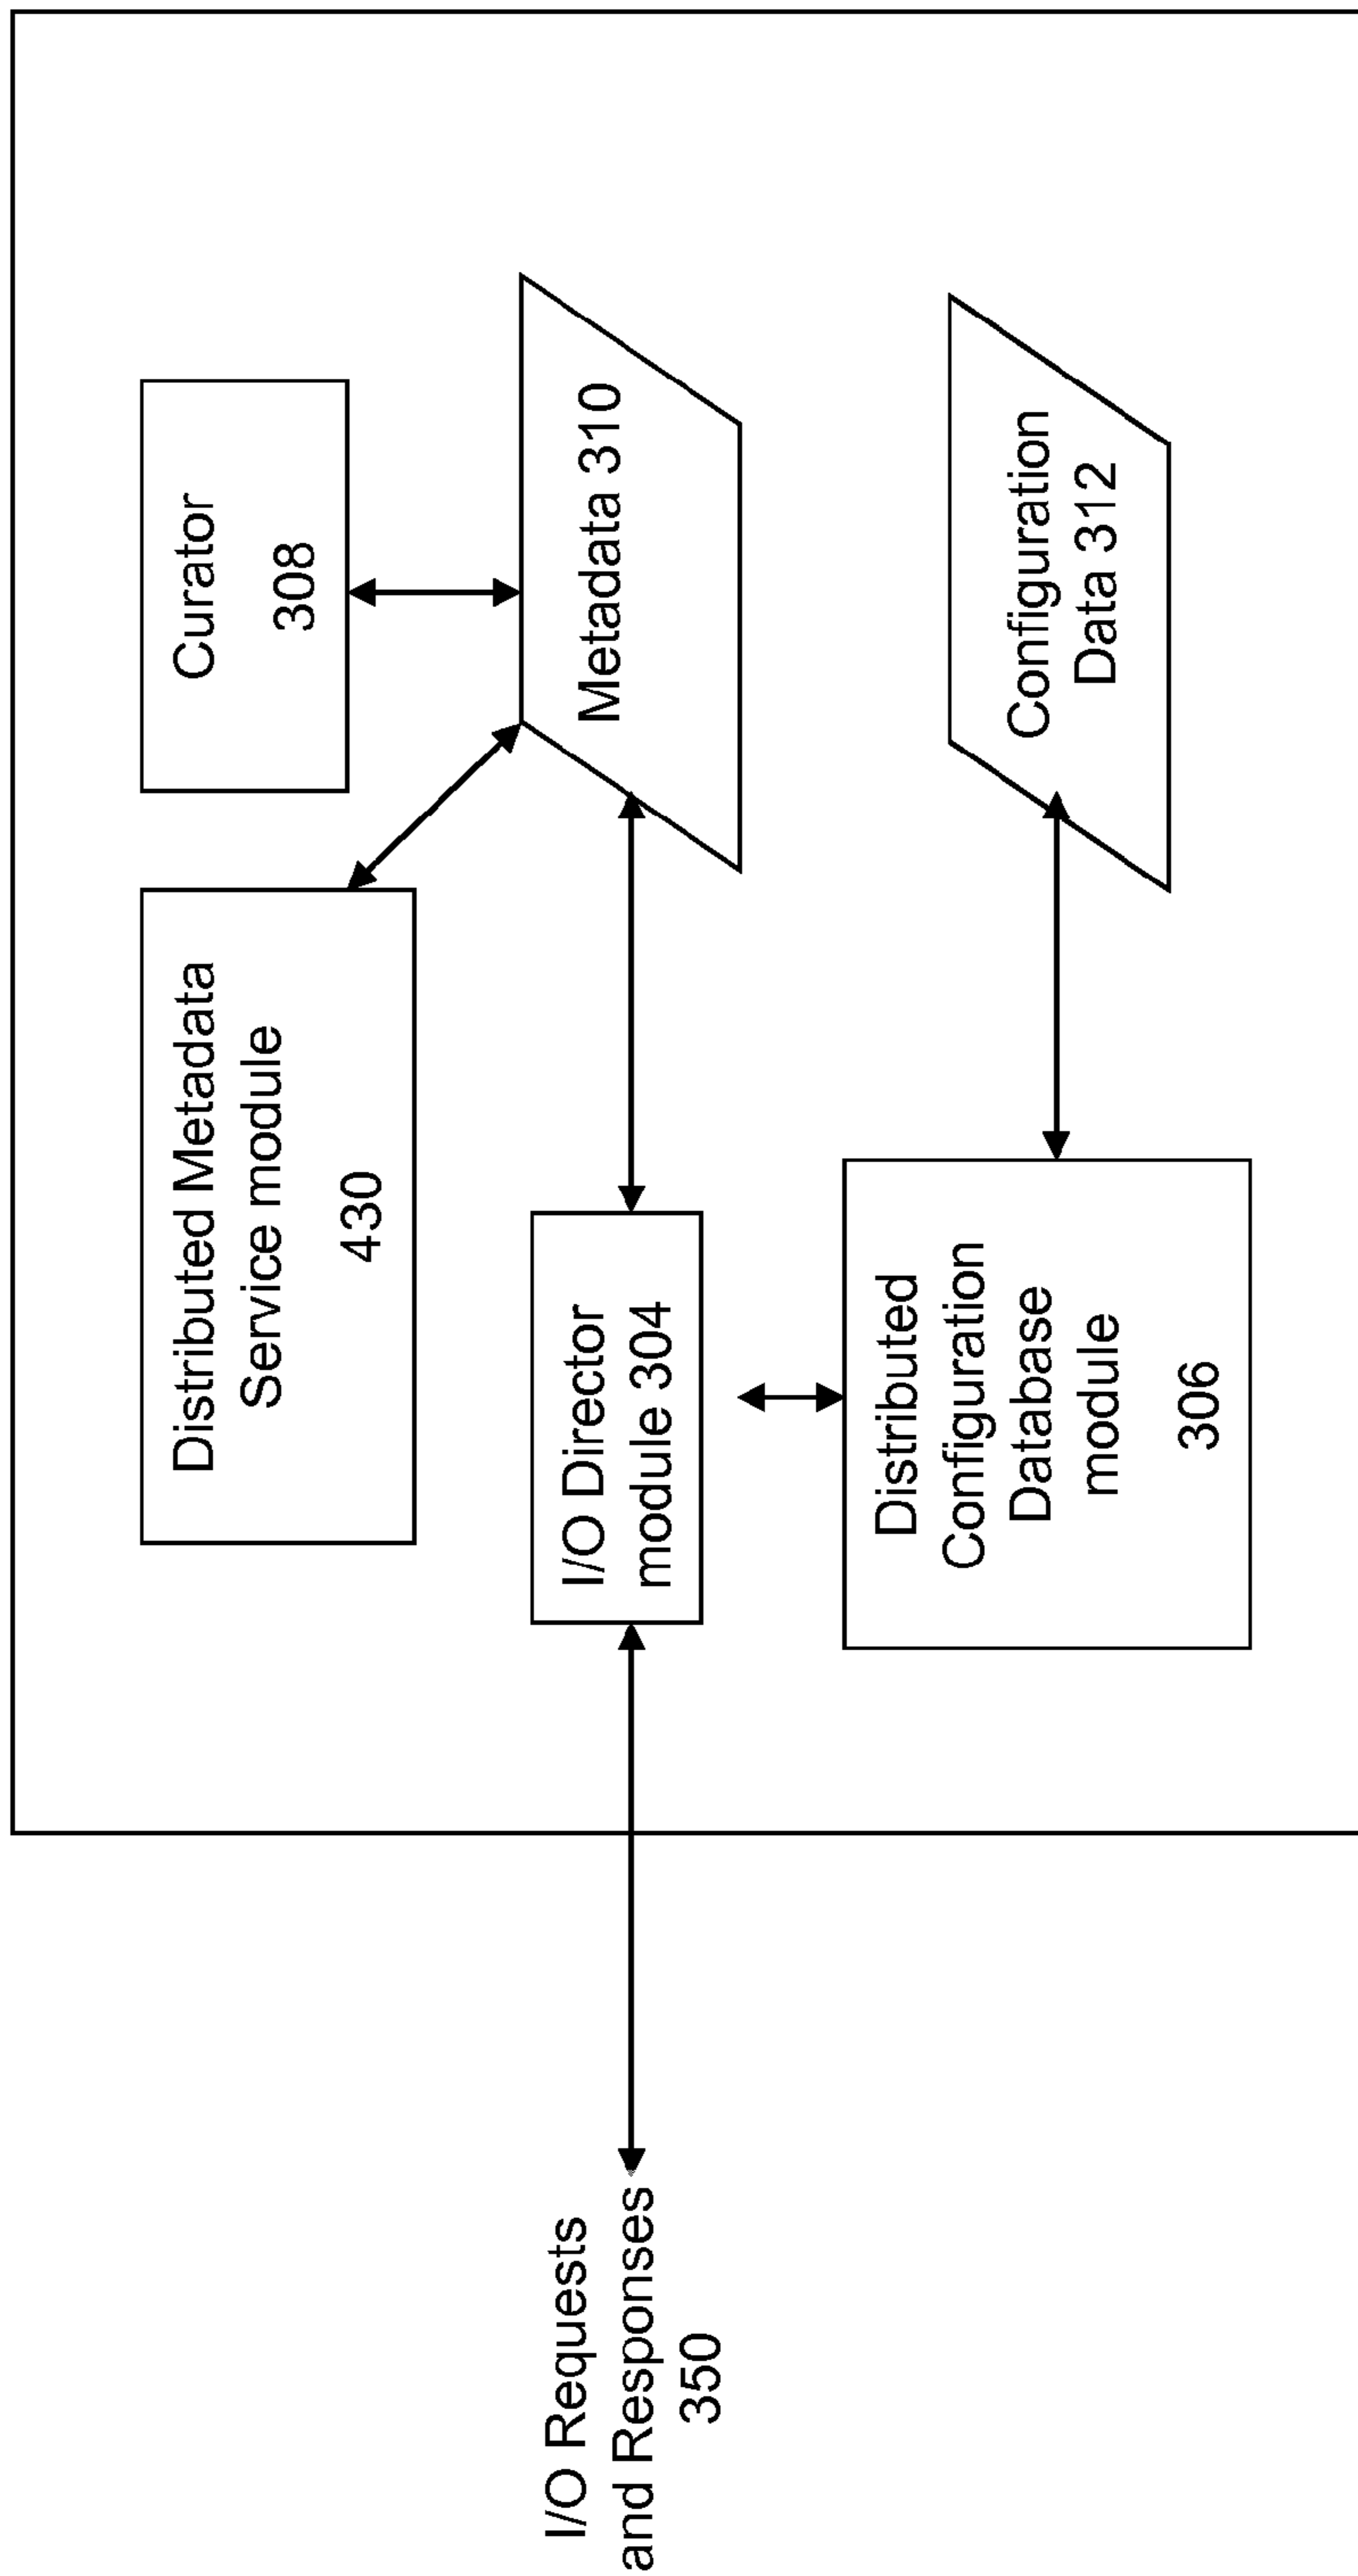 Distributed Metadata
Service module
430
Curator
308
I/O Requests
and Responses
350
I/O Director
module 304
Metadata 310
Distributed
Configuration
Database
module
306
Configuration
Data 312